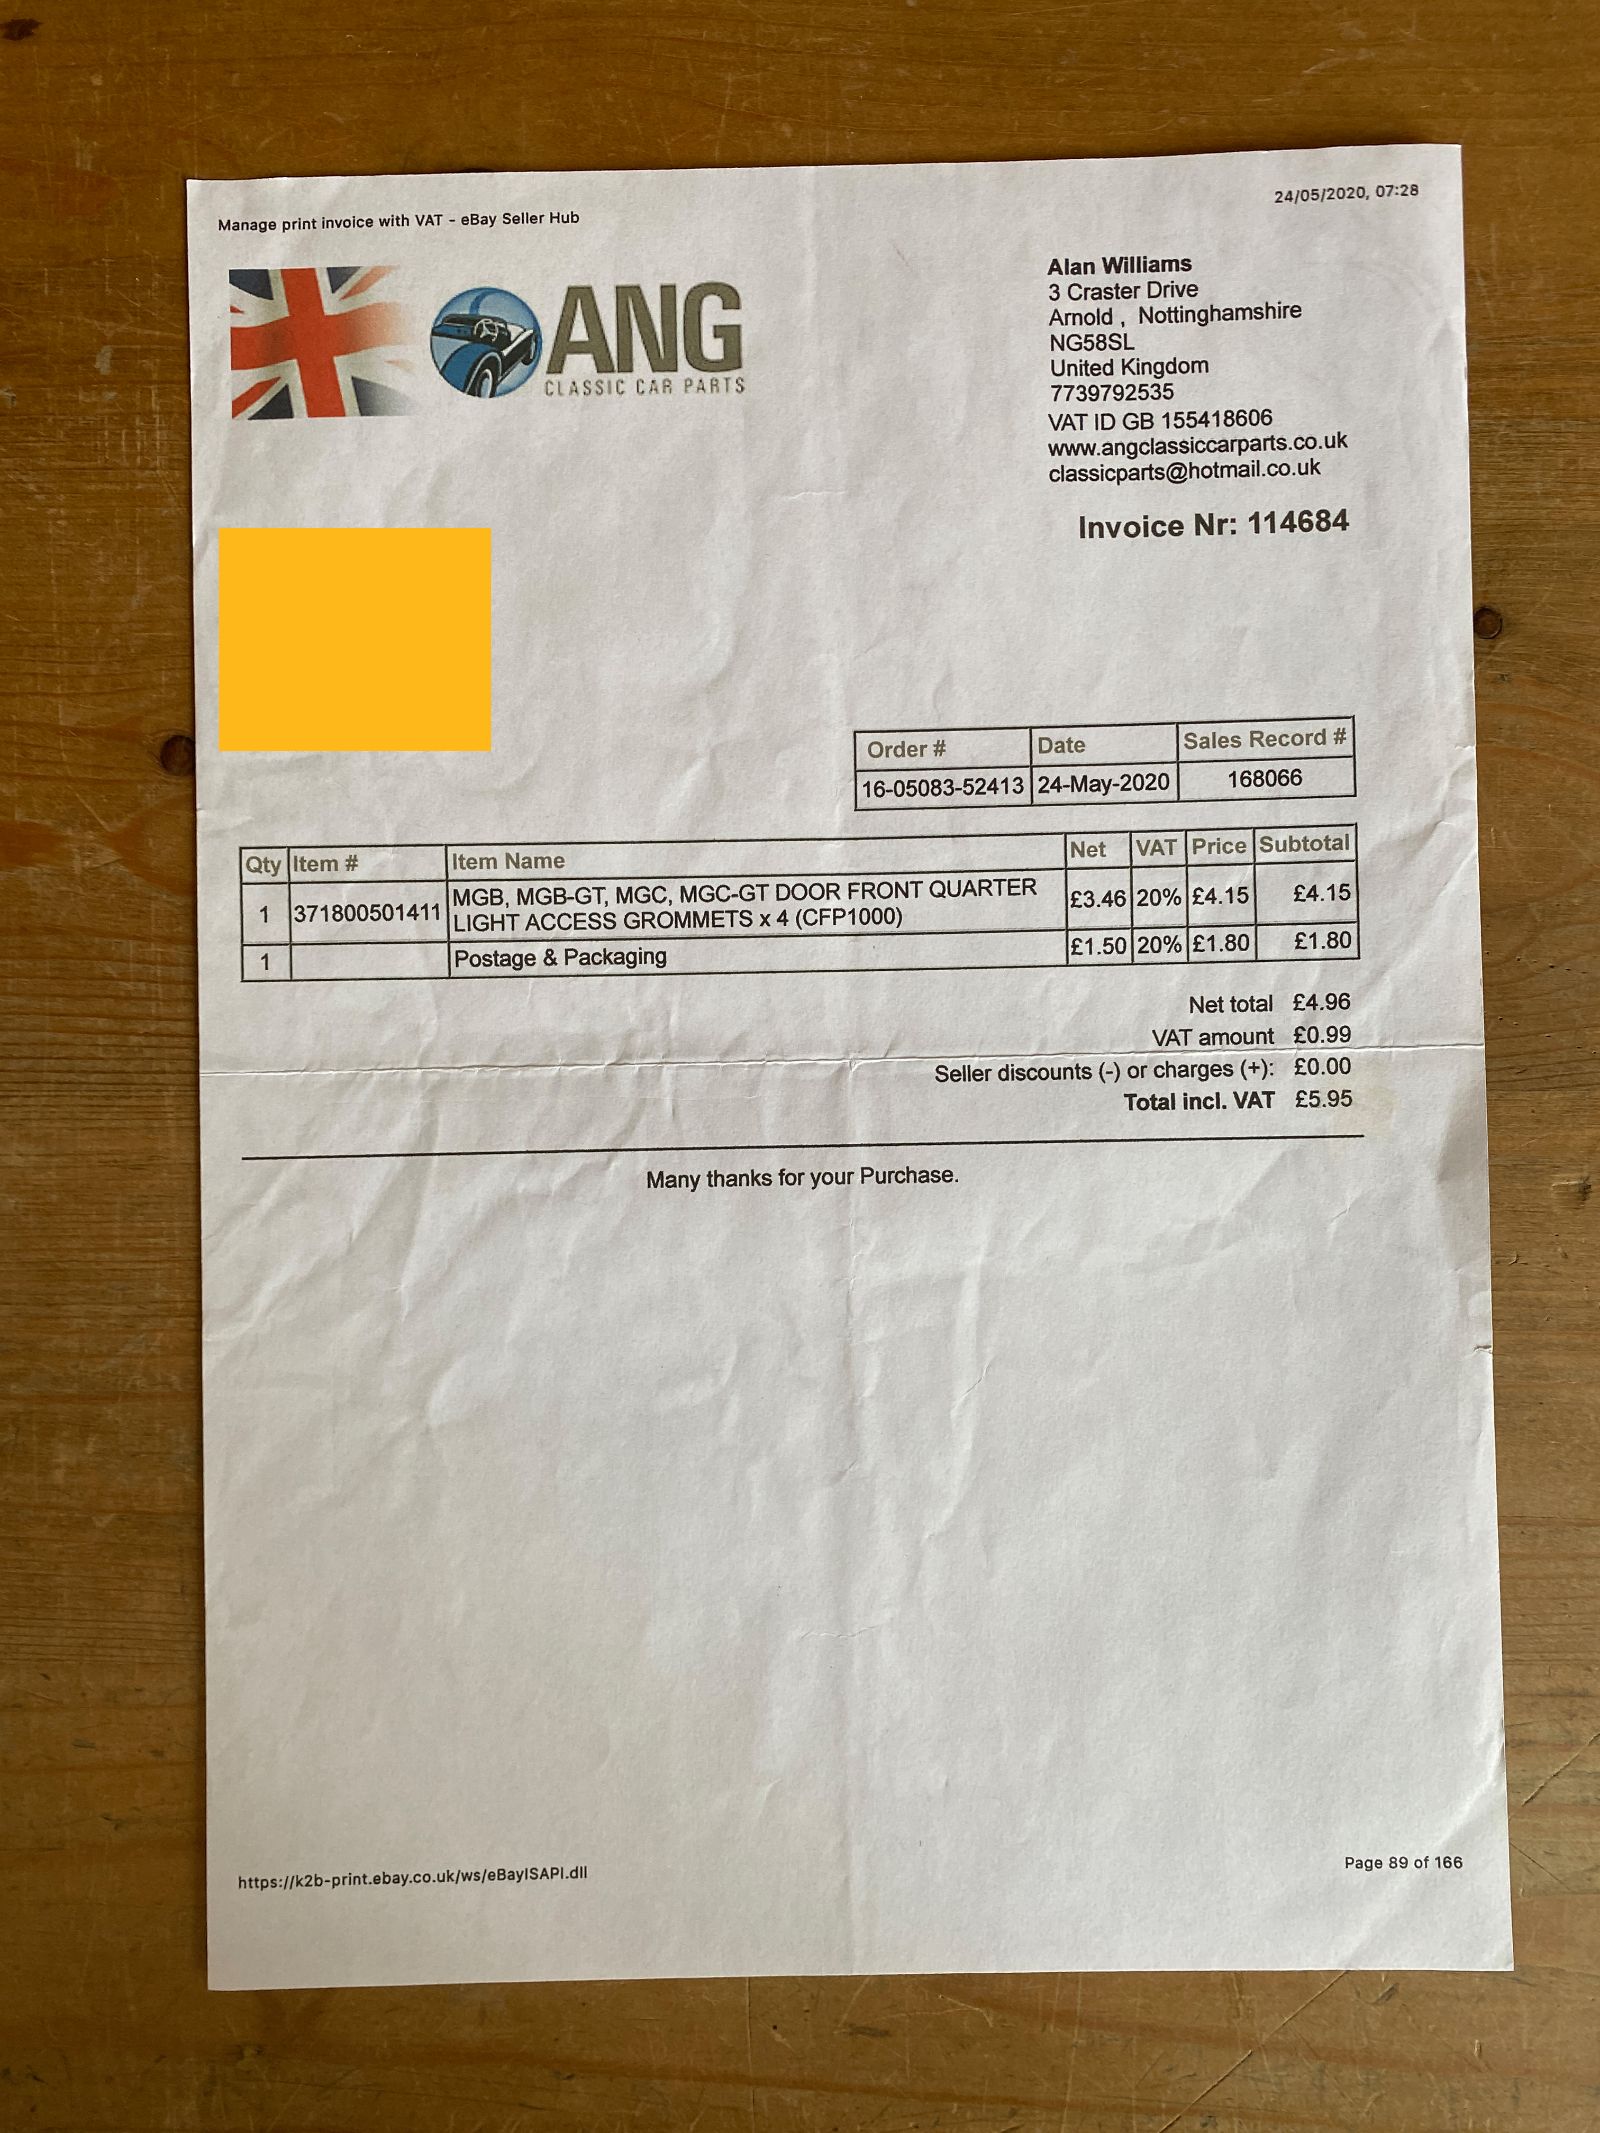 Manage print invoice with VAT - eBay Seller Hub
24/05/2020, 07:28
ANG
CLASSIC CAR PARTS
Alan Williams
3 Craster Drive
Arnold , Nottinghamshire
NG58SL
United Kingdom
7739792535
VAT ID GB 155418606
www.angclassiccarparts.co.uk
classicparts@hotmail.co.uk
Invoice Nr: 114684
Order # Date Sales Record #
16-05083-52413 24-May-2020 168066
Qty Item # Item Name Net VAT Price Subtotal
1 371800501411 MGB, MGB-GT, MGC, MGC-GT DOOR FRONT QUARTER
LIGHT ACCESS GROMMETS x 4 (CFP1000) £3.46 20% £4.15 £4.15
1 Postage & Packaging £1.50 20% £1.80 £1.80
Net total £4.96
VAT amount £0.99
Seller discounts (-) or charges (+): £0.00
Total incl. VAT £5.95
Many thanks for your Purchase.
https://k2b-print.ebay.co.uk/ws/eBayISAPI.dll
Page 89 of 166